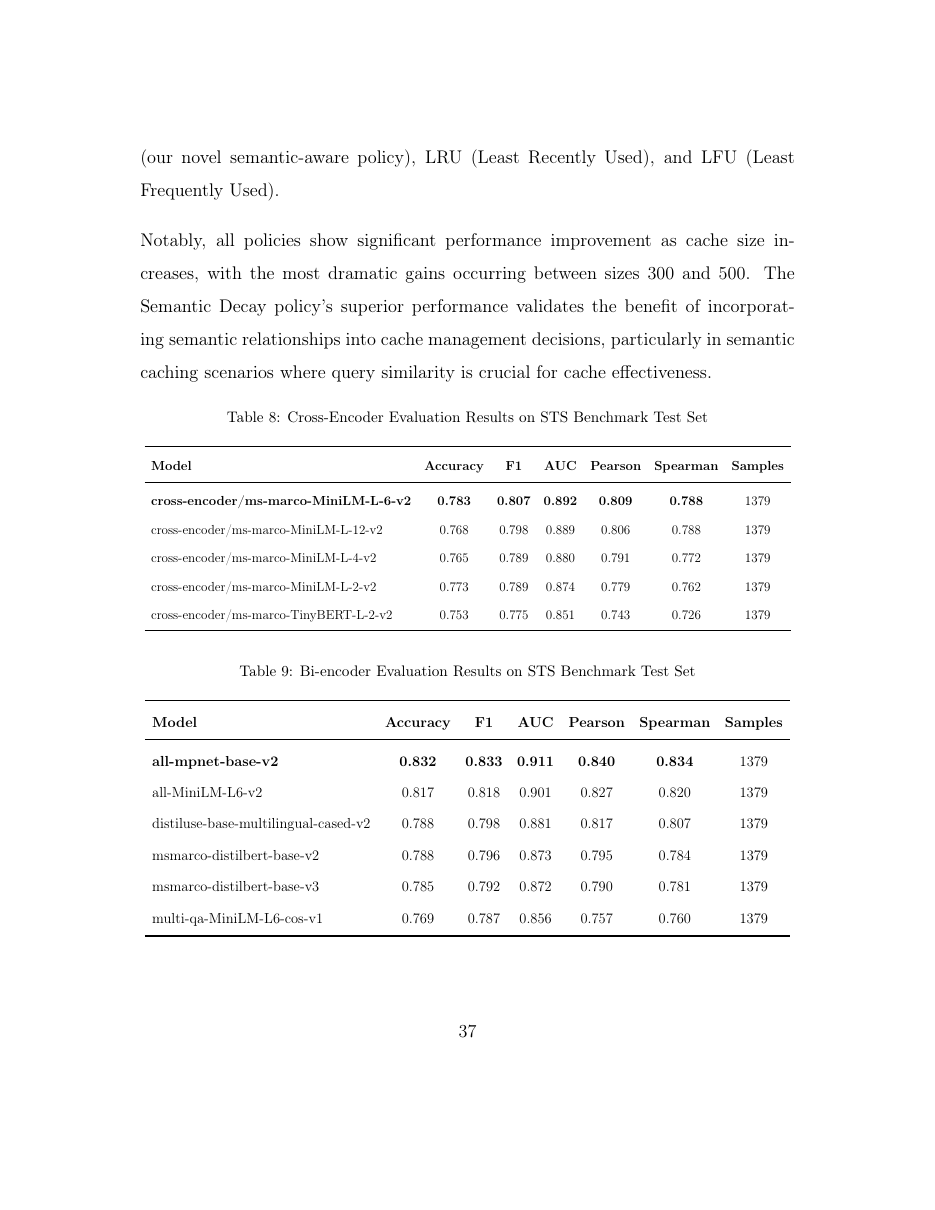 (our novel semantic-aware policy), LRU (Least Recently Used), and LFU (Least
Frequently Used).
Notably, all policies show significant performance improvement as cache size in-
creases, with the most dramatic gains occurring between sizes 300 and 500. The
Semantic Decay policy's superior performance validates the benefit of incorporat-
ing semantic relationships into cache management decisions, particularly in semantic
caching scenarios where query similarity is crucial for cache effectiveness.
Table 8: Cross-Encoder Evaluation Results on STS Benchmark Test Set
Model Accuracy F1 AUC Pearson Spearman Samples
cross-encoder/ms-marco-MiniLM-L-6-v2 0.783 0.807 0.892 0.809 0.788 1379
cross-encoder/ms-marco-MiniLM-L-12-v2 0.768 0.798 0.889 0.806 0.788 1379
cross-encoder/ms-marco-MiniLM-L-4-v2 0.765 0.789 0.880 0.791 0.772 1379
cross-encoder/ms-marco-MiniLM-L-2-v2 0.773 0.789 0.874 0.779 0.762 1379
cross-encoder/ms-marco-TinyBERT-L-2-v2 0.753 0.775 0.851 0.743 0.726 1379
Table 9: Bi-encoder Evaluation Results on STS Benchmark Test Set
Model Accuracy F1 AUC Pearson Spearman Samples
all-mpnet-base-v2 0.832 0.833 0.911 0.840 0.834 1379
all-MiniLM-L6-v2 0.817 0.818 0.901 0.827 0.820 1379
distiluse-base-multilingual-cased-v2 0.788 0.798 0.881 0.817 0.807 1379
msmarco-distilbert-base-v2 0.788 0.796 0.873 0.795 0.784 1379
msmarco-distilbert-base-v3 0.785 0.792 0.872 0.790 0.781 1379
multi-qa-MiniLM-L6-cos-v1 0.769 0.787 0.856 0.757 0.760 1379
37